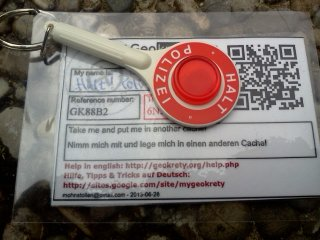 Geo
My name is:
Reference number:
GK88B2
POLIZEI HALT
Take me and put me in another cache!
Nimm mich mit und lege mich in einen anderen Cache!
Help in english: http://geokrety.org/help.php
Hilfe, Tipps & Tricks auf Deutsch:
http://sites.google.com/site/mygeokrety